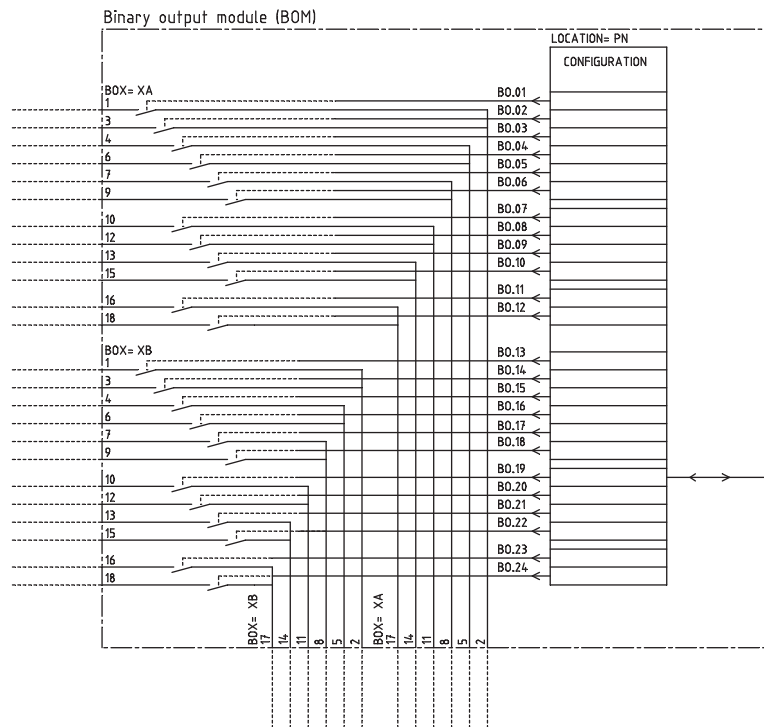 Binary output module (BOM)
LOCATION= PN
CONFIGURATION
BOX= XA
BO.01
1
BO.02
3
BO.03
4
BO.04
6
BO.05
7
BO.06
9
BO.07
10
BO.08
12
BO.09
13
BO.10
15
BO.11
16
BO.12
18
BOX= XB
BO.13
1
BO.14
3
BO.15
4
BO.16
6
BO.17
7
BO.18
9
BO.19
10
BO.20
12
BO.21
13
BO.22
15
BO.23
16
BO.24
18
BOX= XB
17
14
11
8
5
2
BOX= XA
17
14
11
8
5
2